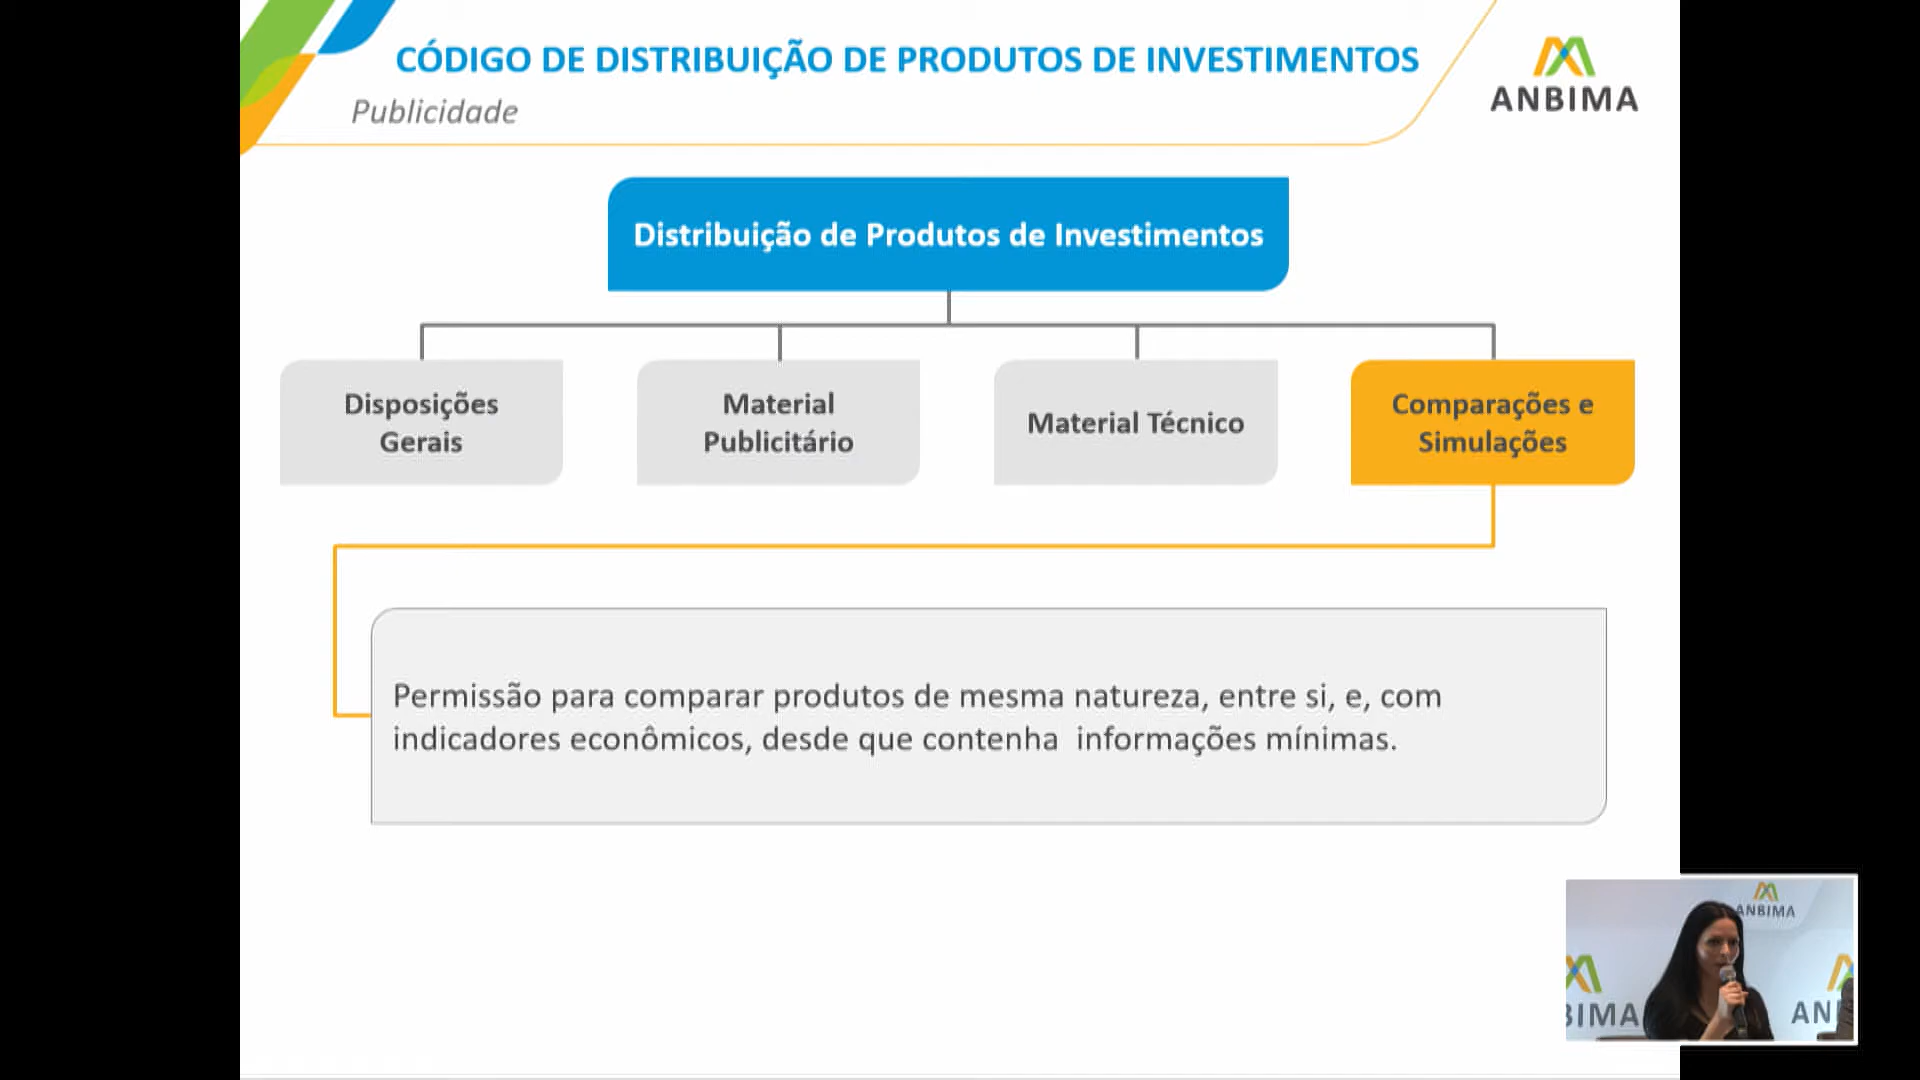 CÓDIGO DE DISTRIBUIÇÃO DE PRODUTOS DE INVESTIMENTOS
Publicidade
ANBIMA
Distribuição de Produtos de Investimentos
Disposições
Gerais
Material
Publicitário
Material Técnico
Comparações e
Simulações
Permissão para comparar produtos de mesma natureza, entre si, e, com
indicadores econômicos, desde que contenha  informações mínimas.
ANBIMA
BIMA
AN